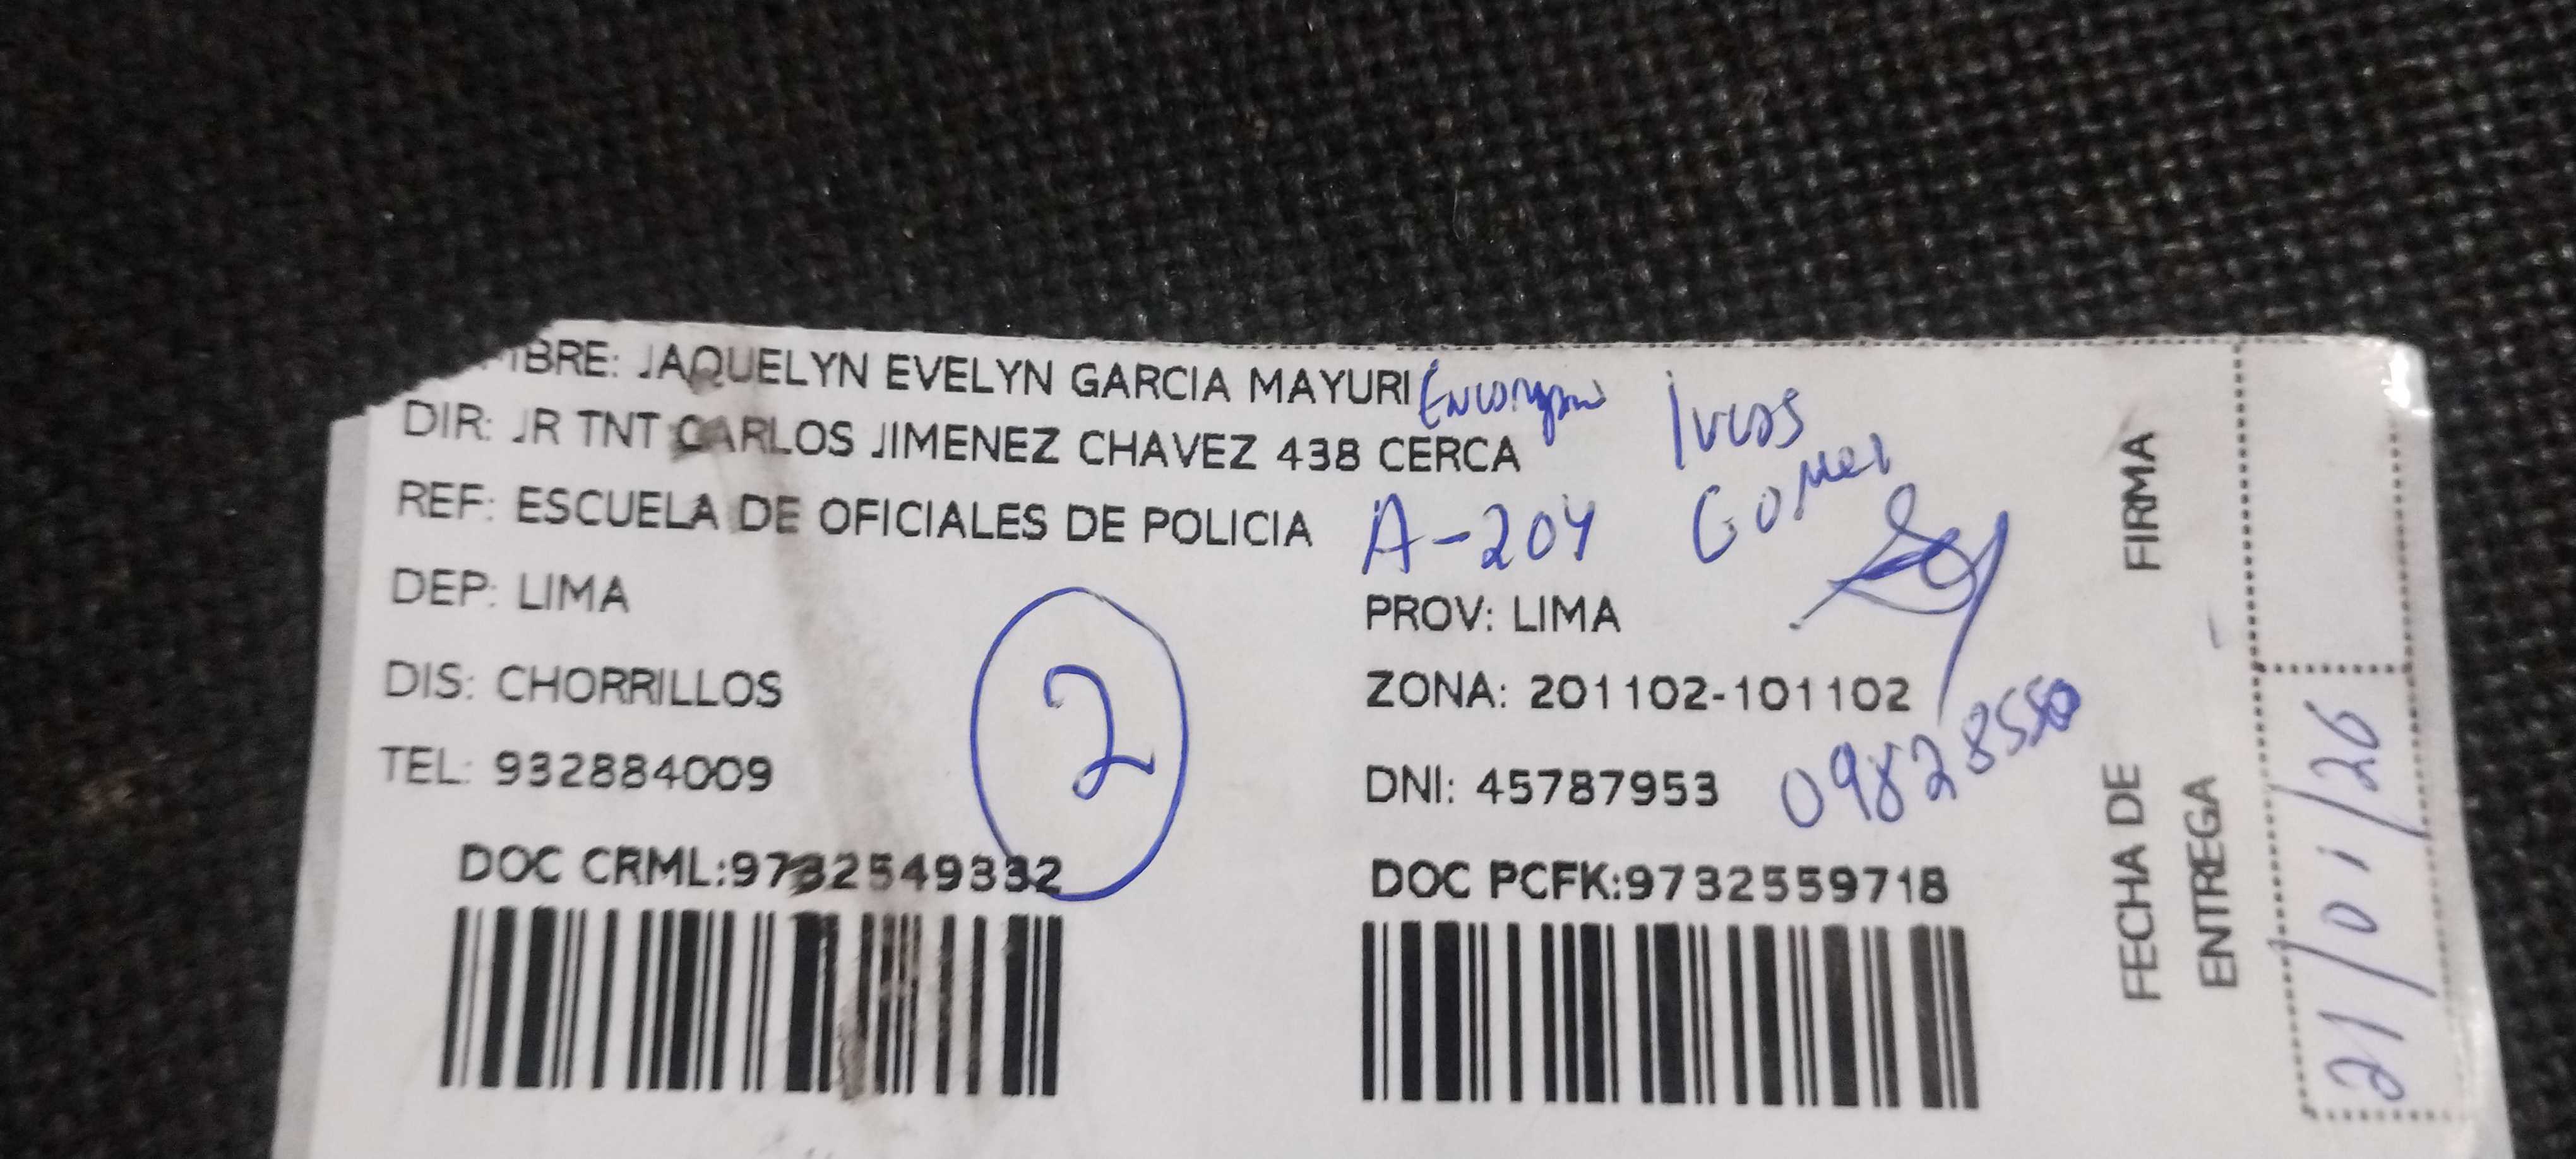 BRE: JAQUELYN EVELYN GARCIA MAYURI
DIR: JR TNT CARLOS JIMENEZ CHAVEZ 438 CERCA
REF: ESCUELA DE OFICIALES DE POLICIA A-204
DEP: LIMA
PROV: LIMA
DIS: CHORRILLOS
2
ZONA: 201102-101102
TEL: 932884009
DNI: 45787953
DOC CRML:9732549332
DOC PCFK:9732559718
FIRMA
FECHA DE
ENTREGA
21/01/26